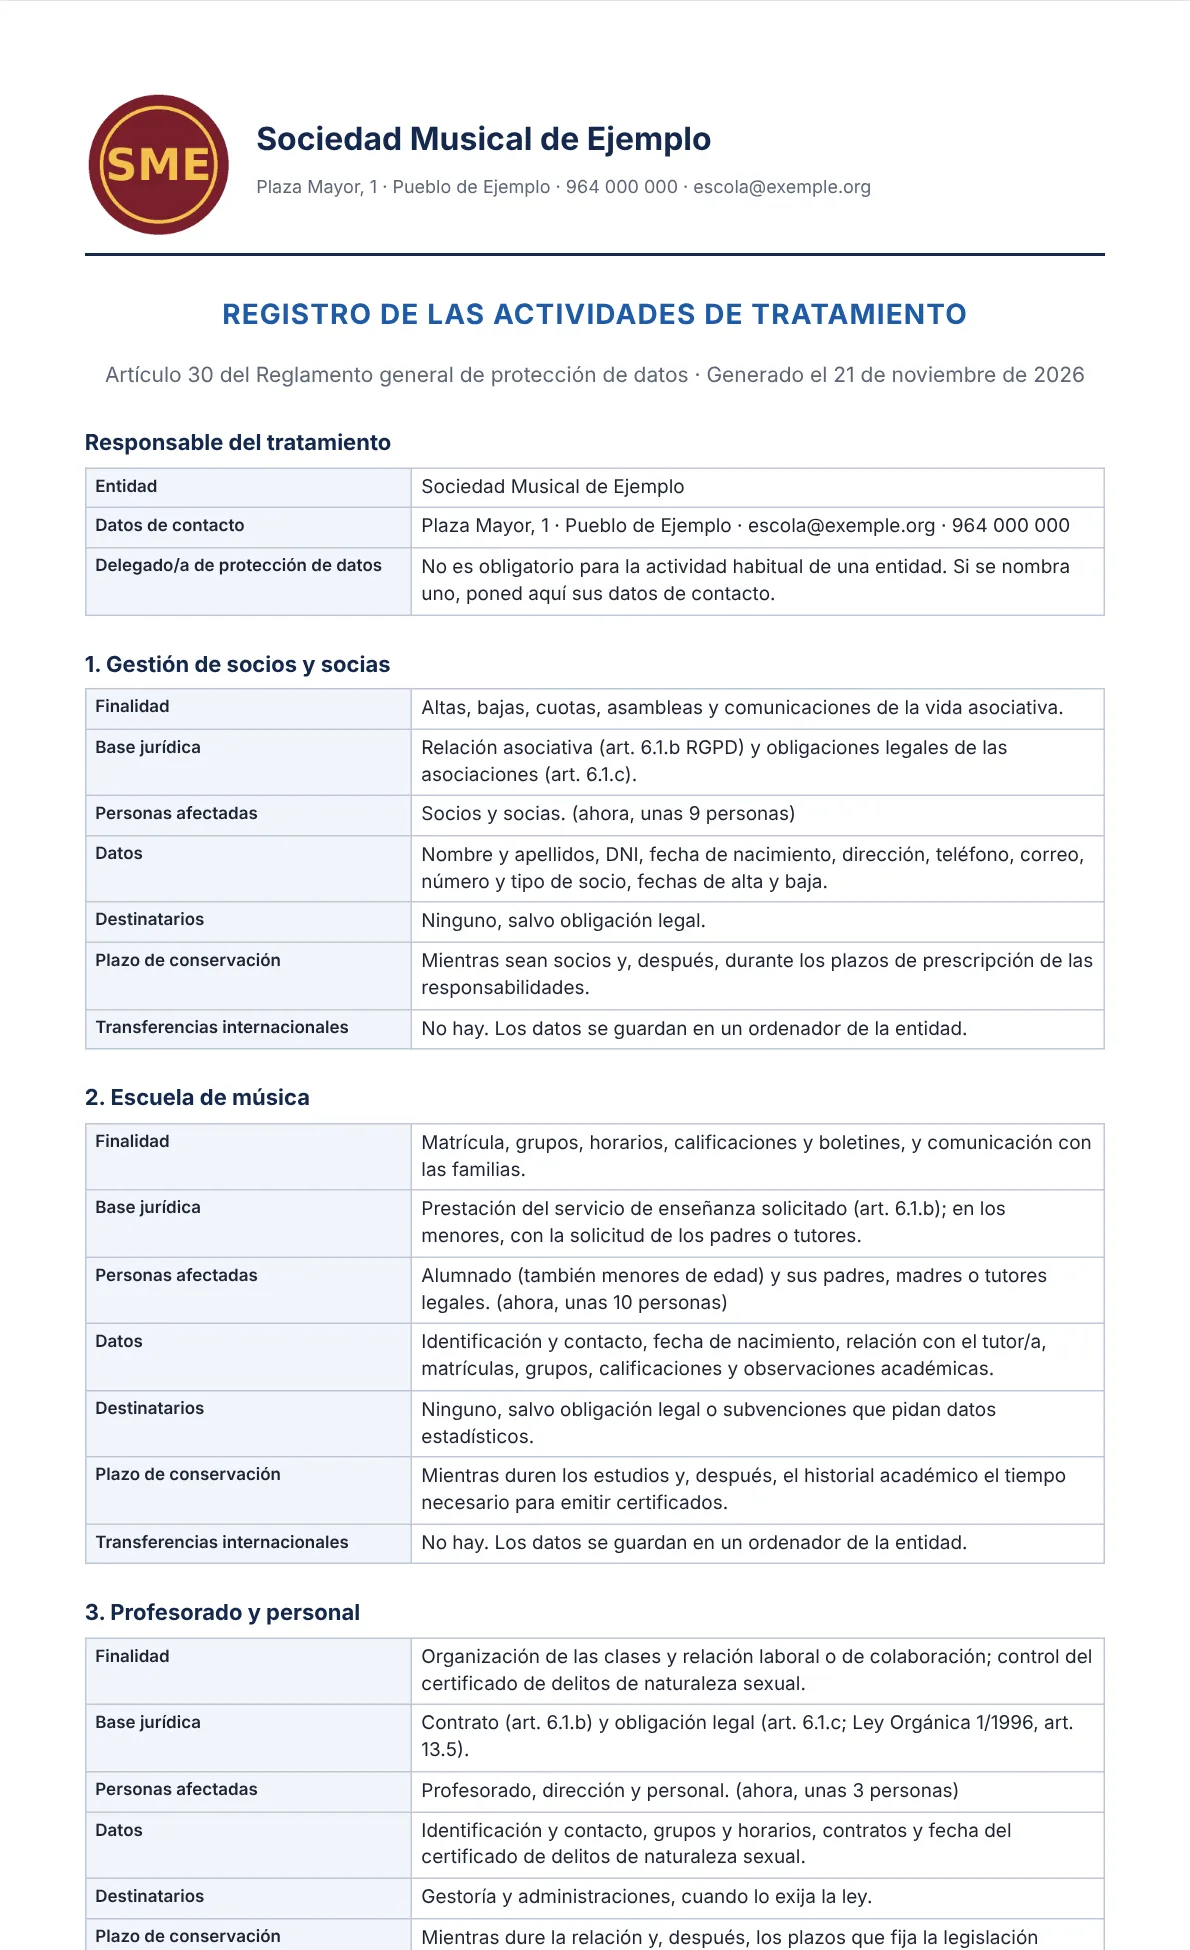 SME
Sociedad Musical de Ejemplo
Plaza Mayor, 1 · Pueblo de Ejemplo · 964 000 000 · escola@exemple.org
REGISTRO DE LAS ACTIVIDADES DE TRATAMIENTO
Artículo 30 del Reglamento general de protección de datos · Generado el 21 de noviembre de 2026
Responsable del tratamiento
Entidad
Sociedad Musical de Ejemplo
Datos de contacto
Plaza Mayor, 1 · Pueblo de Ejemplo · escola@exemple.org · 964 000 000
Delegado/a de protección de datos
No es obligatorio para la actividad habitual de una entidad. Si se nombra
uno, poned aquí sus datos de contacto.
1. Gestión de socios y socias
Finalidad
Altas, bajas, cuotas, asambleas y comunicaciones de la vida asociativa.
Base jurídica
Relación asociativa (art. 6.1.b RGPD) y obligaciones legales de las
asociaciones (art. 6.1.c).
Personas afectadas
Socios y socias. (ahora, unas 9 personas)
Datos
Nombre y apellidos, DNI, fecha de nacimiento, dirección, teléfono, correo,
número y tipo de socio, fechas de alta y baja.
Destinatarios
Ninguno, salvo obligación legal.
Plazo de conservación
Mientras sean socios y, después, durante los plazos de prescripción de las
responsabilidades.
Transferencias internacionales
No hay. Los datos se guardan en un ordenador de la entidad.
2. Escuela de música
Finalidad
Matrícula, grupos, horarios, calificaciones y boletines, y comunicación con
las familias.
Base jurídica
Prestación del servicio de enseñanza solicitado (art. 6.1.b); en los
menores, con la solicitud de los padres o tutores.
Personas afectadas
Alumnado (también menores de edad) y sus padres, madres o tutores
legales. (ahora, unas 10 personas)
Datos
Identificación y contacto, fecha de nacimiento, relación con el tutor/a,
matrículas, grupos, calificaciones y observaciones académicas.
Destinatarios
Ninguno, salvo obligación legal o subvenciones que pidan datos
estadísticos.
Plazo de conservación
Mientras duren los estudios y, después, el historial académico el tiempo
necesario para emitir certificados.
Transferencias internacionales
No hay. Los datos se guardan en un ordenador de la entidad.
3. Profesorado y personal
Finalidad
Organización de las clases y relación laboral o de colaboración; control del
certificado de delitos de naturaleza sexual.
Base jurídica
Contrato (art. 6.1.b) y obligación legal (art. 6.1.c; Ley Orgánica 1/1996, art.
13.5).
Personas afectadas
Profesorado, dirección y personal. (ahora, unas 3 personas)
Datos
Identificación y contacto, grupos y horarios, contratos y fecha del
certificado de delitos de naturaleza sexual.
Destinatarios
Gestoría y administraciones, cuando lo exija la ley.
Plazo de conservación
Mientras dure la relación y, después, los plazos que fija la legislación